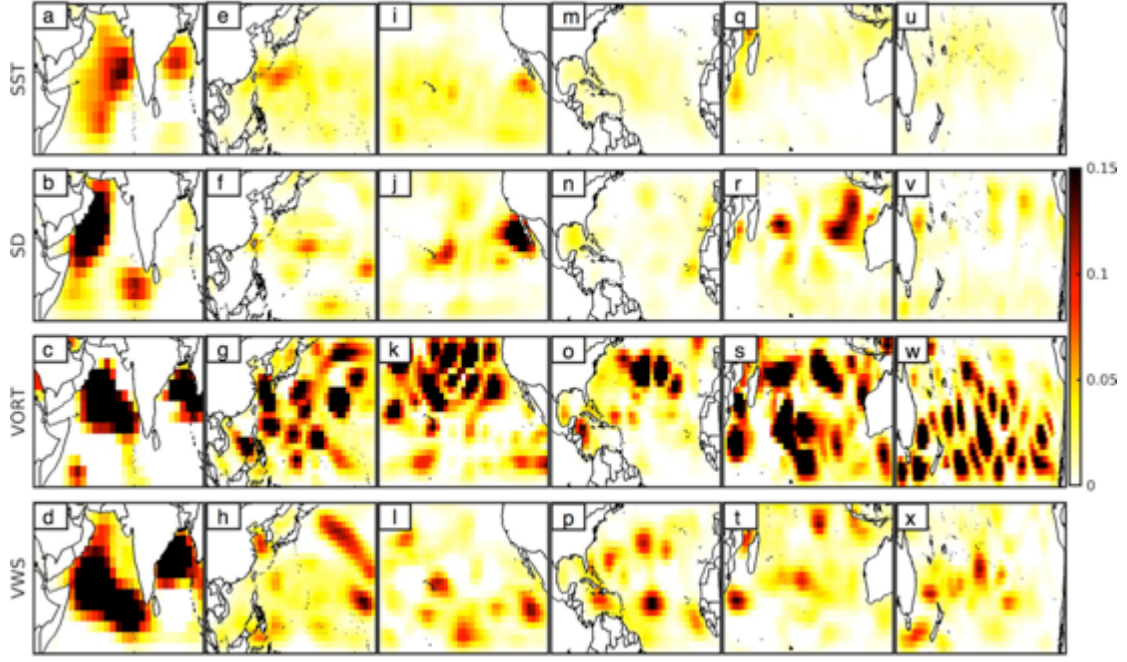 a e i m q u
SST
b f j n r v
SD
0.15
0.1
c g k o s w
VORT
0.05
0
d h l p t x
VWS